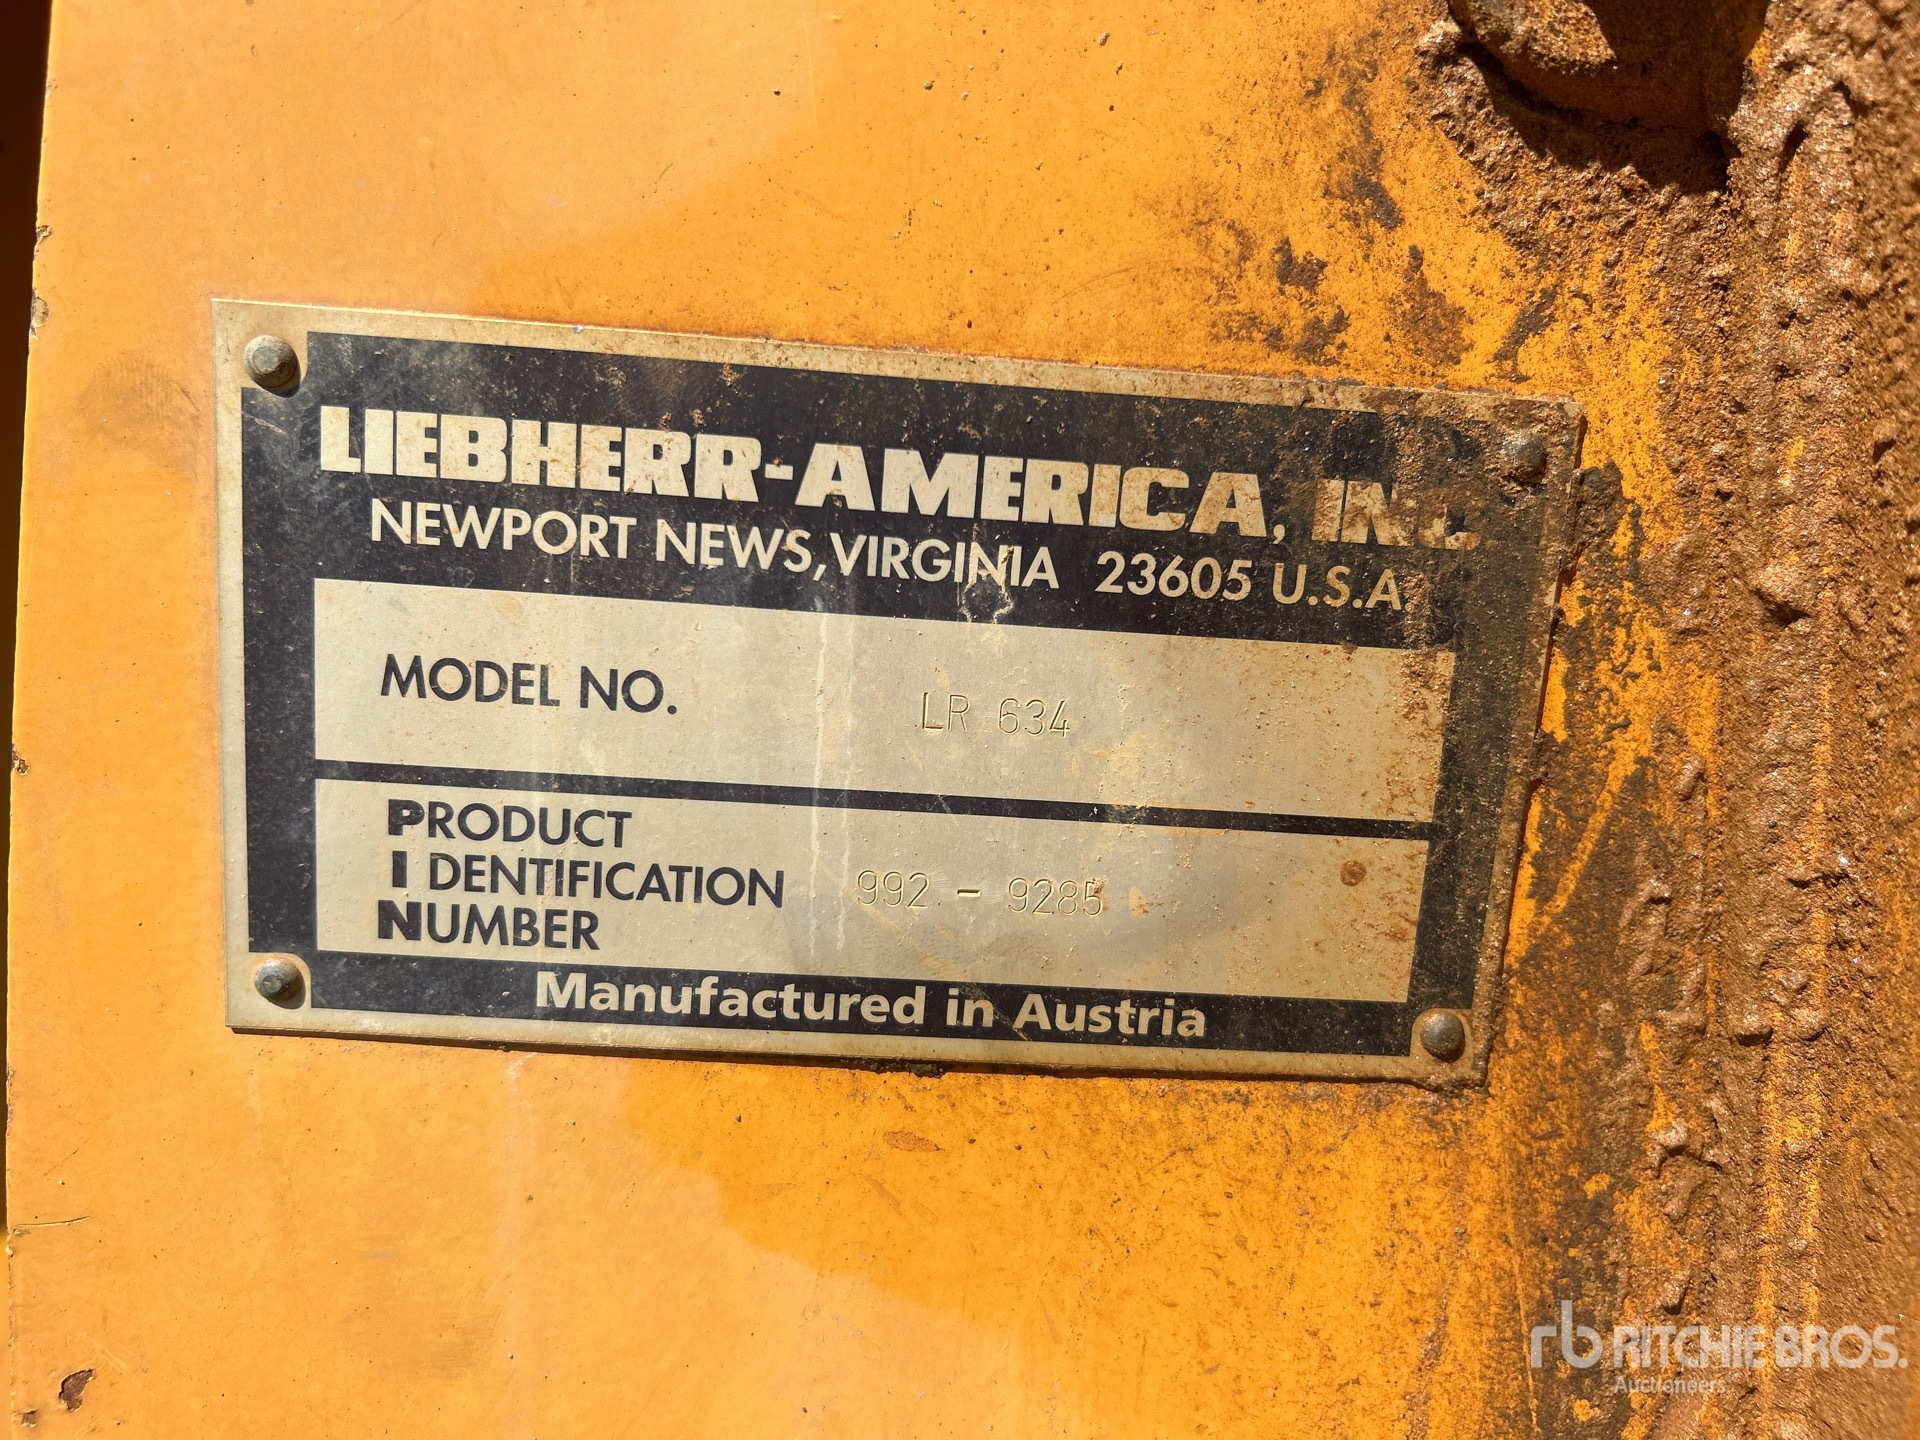 LIEBHERR-AMERICA, INC.
NEWPORT NEWS, VIRGINIA 23605 U.S.A.
MODEL NO. LR 634
PRODUCT
IDENTIFICATION 992 - 9285
NUMBER
Manufactured in Austria
rb RITCHIE BROS.
Auctioneers